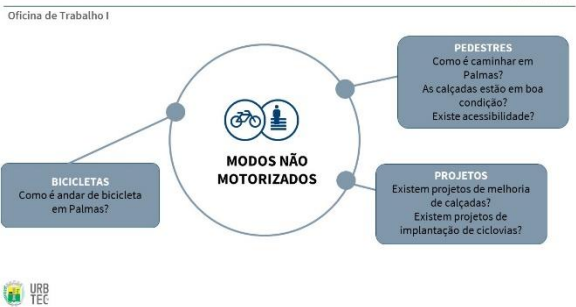 Oficina de Trabalho I
PEDESTRES
Como é caminhar em
Palmas?
As calçadas estão em boa
condição?
Existe acessibilidade?
MODOS NÃO
MOTORIZADOS
BICICLETAS
Como é andar de bicicleta
em Palmas?
PROJETOS
Existem projetos de melhoria
de calçadas?
Existem projetos de
implantação de ciclovias?
URB
TEC